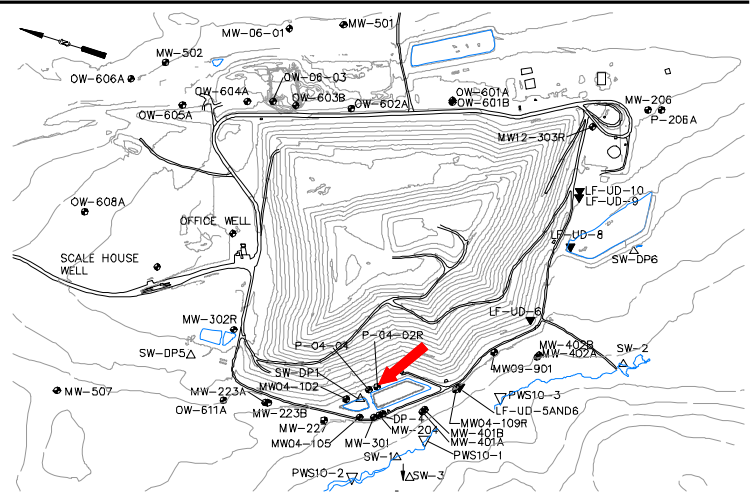 MW-501
MW-06-01
MW-502
OW-606A
OW-06-03
OW-604A
OW-603B
OW-601A
OW-601B
OW-602A
OW-605A
MW-206
P-206A
MW12-303R
LF-UD-10
LF-UD-9
OW-608A
OFFICE WELL
LF-UD-8
SW-DP6
SCALE HOUSE
WELL
LF-UD-6
MW-302R
P-04-04
P-04-02R
MW-402B
MW-402A
SW-2
SW-DP5
SW-DP1
MW09-901
MW04-102
MW-507
MW-223A
PWS10-3
OW-611A
MW-223B
LF-UD-5AND6
DP-4
MW04-109R
MW-227
MW-204
MW-401B
MW-401A
MW04-105
MW-301
SW-1
PWS10-1
PWS10-2
SW-3